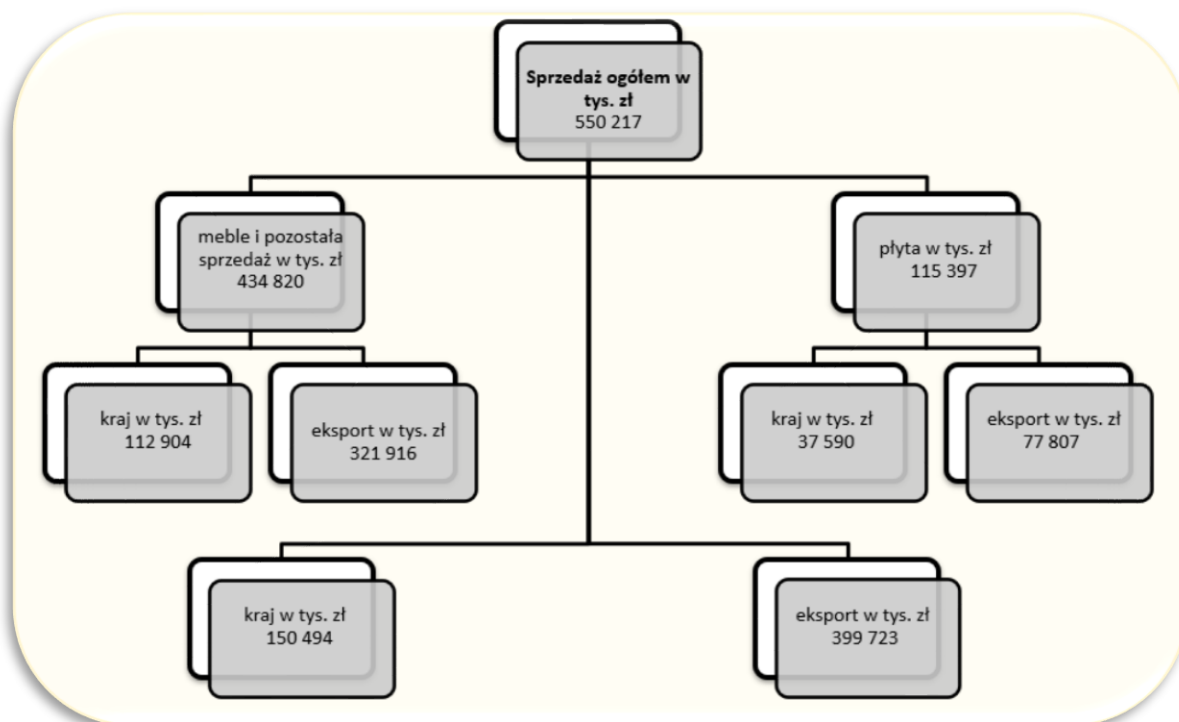 Sprzedaż ogółem w
tys. zł
550 217
meble i pozostała
sprzedaż w tys. zł
434 820
płyta w tys. zł
115 397
kraj w tys. zł
112 904
eksport w tys. zł
321 916
kraj w tys. zł
37 590
eksport w tys. zł
77 807
kraj w tys. zł
150 494
eksport w tys. zł
399 723